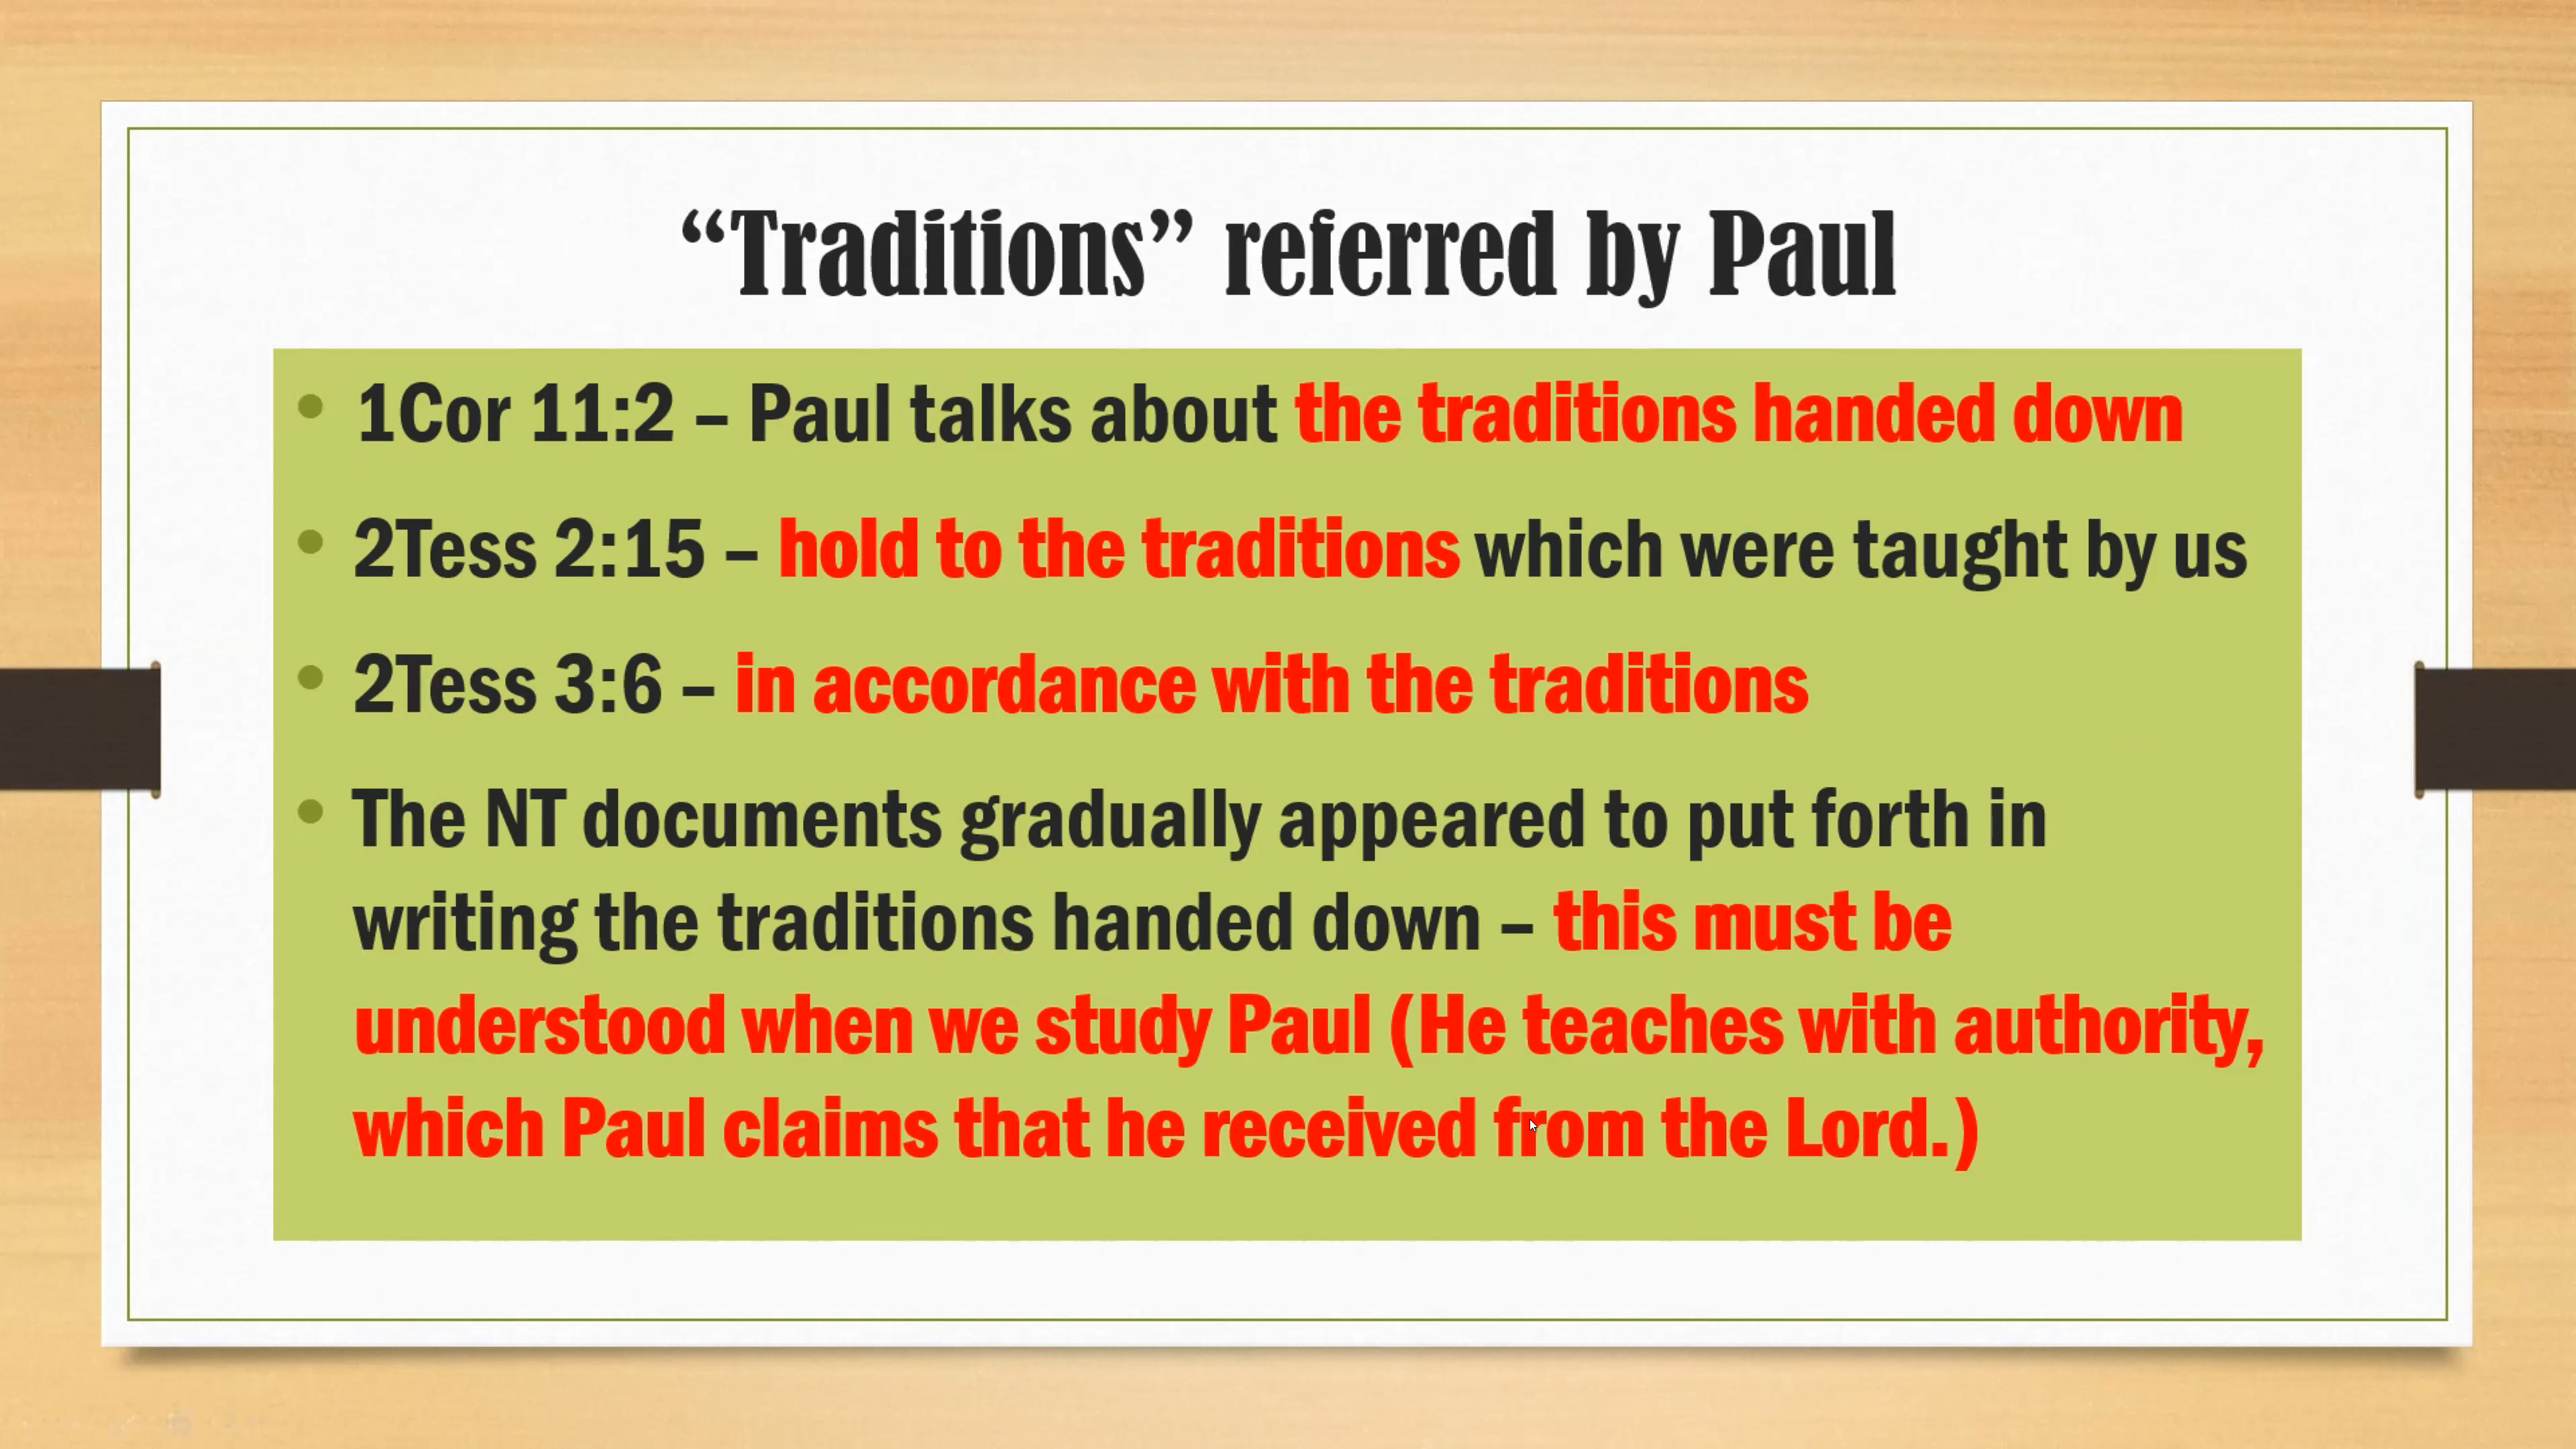 “Traditions” referred by Paul
• 1Cor 11:2 – Paul talks about the traditions handed down
• 2Tess 2:15 – hold to the traditions which were taught by us
• 2Tess 3:6 – in accordance with the traditions
• The NT documents gradually appeared to put forth in
writing the traditions handed down – this must be
understood when we study Paul (He teaches with authority,
which Paul claims that he received from the Lord.)